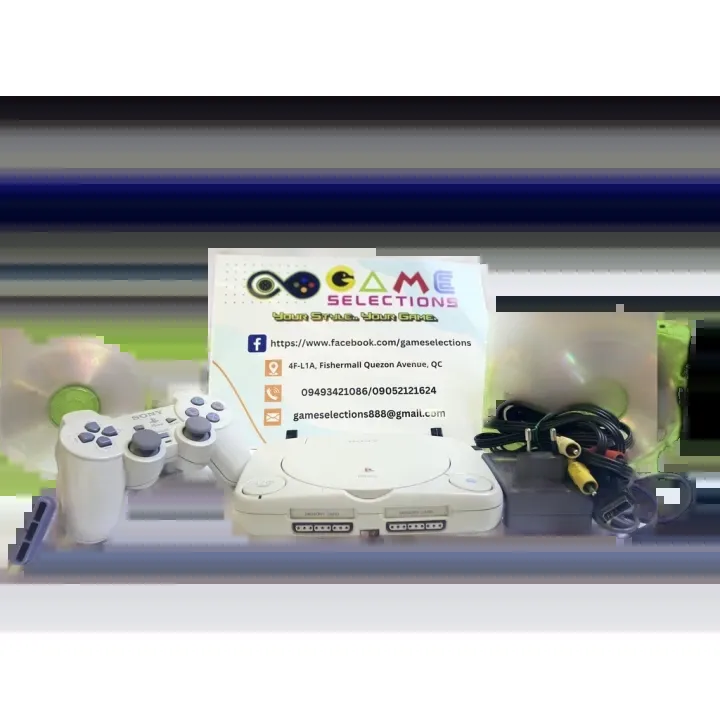 GAME
SELECTIONS
YOUR STYLE.. YOUR GAME.
https://www.facebook.com/gameselections
4F-L1A, Fishermall Quezon Avenue, QC
09493421086/09052121624
gameselections888@gmail.com
SONY